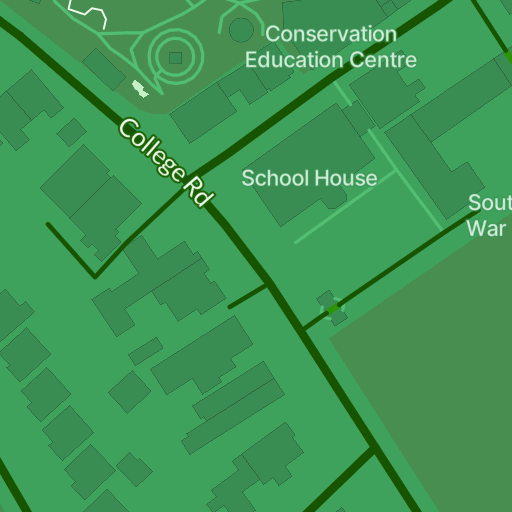 Conservation
Education Centre
College Rd
School House
Sout
War